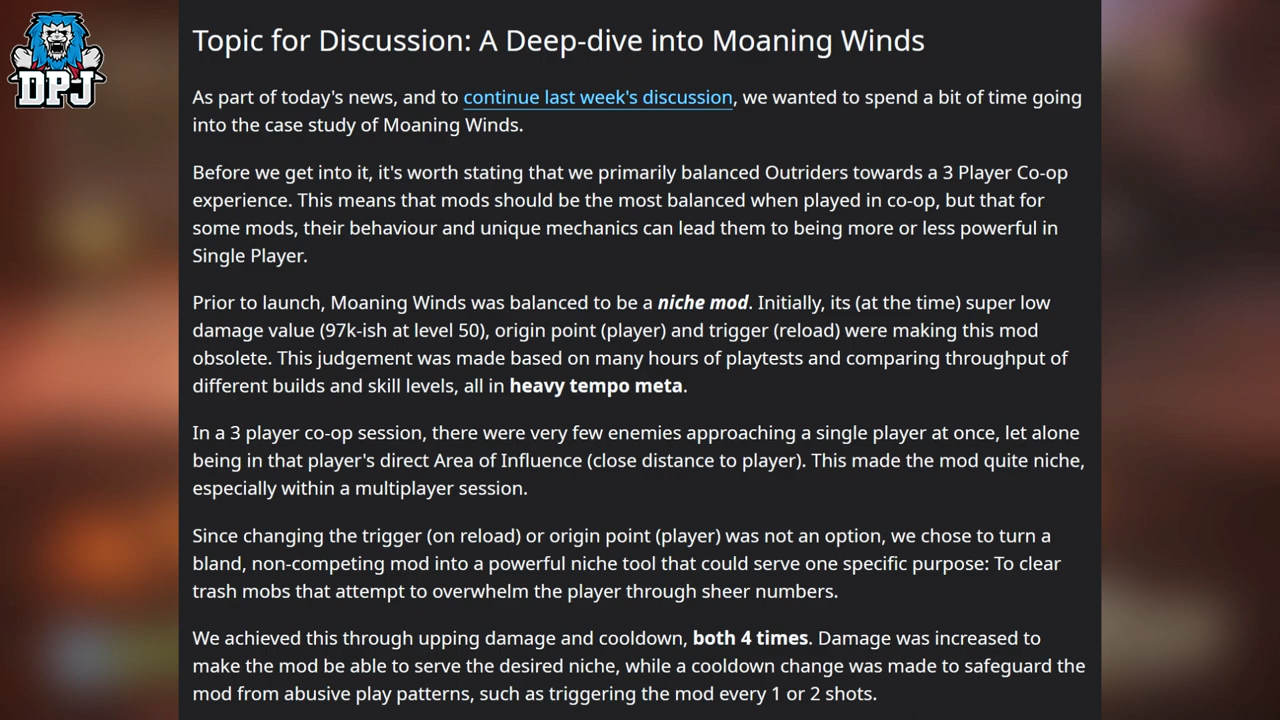 DPJ
Topic for Discussion: A Deep-dive into Moaning Winds
As part of today's news, and to continue last week's discussion, we wanted to spend a bit of time going
into the case study of Moaning Winds.
Before we get into it, it's worth stating that we primarily balanced Outriders towards a 3 Player Co-op
experience. This means that mods should be the most balanced when played in co-op, but that for
some mods, their behaviour and unique mechanics can lead them to being more or less powerful in
Single Player.
Prior to launch, Moaning Winds was balanced to be a niche mod. Initially, its (at the time) super low
damage value (97k-ish at level 50), origin point (player) and trigger (reload) were making this mod
obsolete. This judgement was made based on many hours of playtests and comparing throughput of
different builds and skill levels, all in heavy tempo meta.
In a 3 player co-op session, there were very few enemies approaching a single player at once, let alone
being in that player's direct Area of Influence (close distance to player). This made the mod quite niche,
especially within a multiplayer session.
Since changing the trigger (on reload) or origin point (player) was not an option, we chose to turn a
bland, non-competing mod into a powerful niche tool that could serve one specific purpose: To clear
trash mobs that attempt to overwhelm the player through sheer numbers.
We achieved this through upping damage and cooldown, both 4 times. Damage was increased to
make the mod be able to serve the desired niche, while a cooldown change was made to safeguard the
mod from abusive play patterns, such as triggering the mod every 1 or 2 shots.